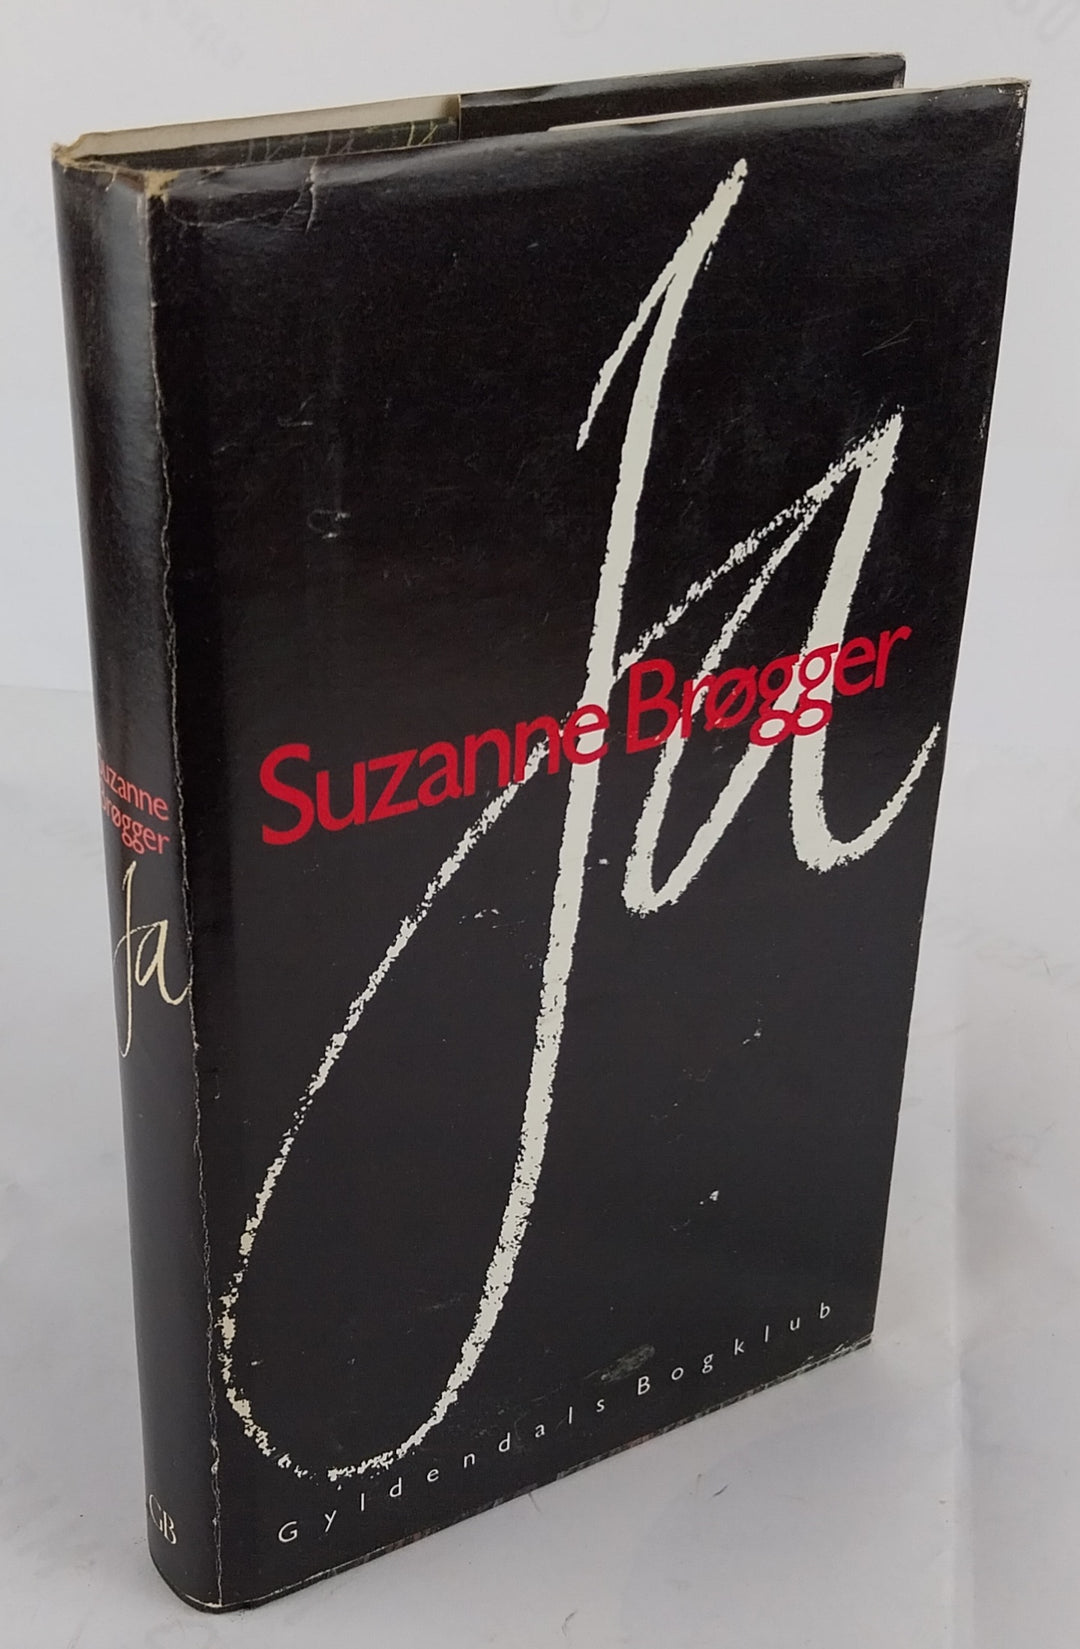 Ja
Suzanne Brøgger
Gyldendals Bogklub
Suzanne
Brøgger
Ja
GB